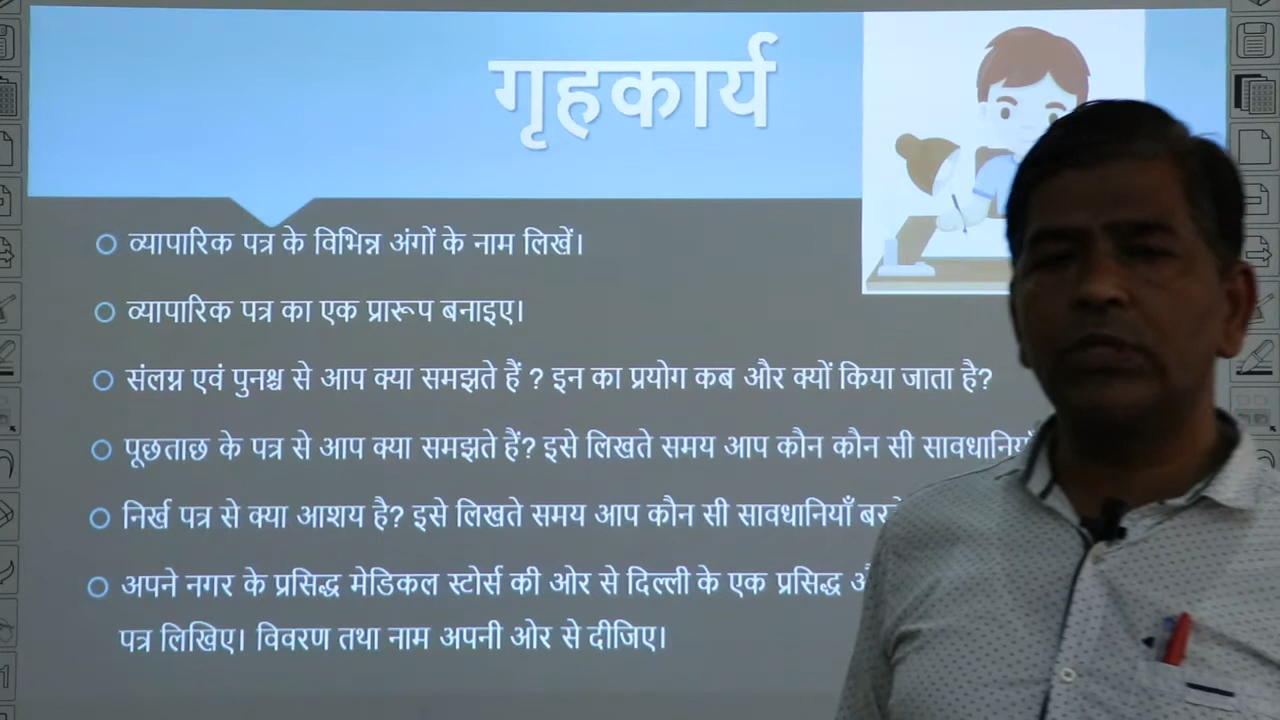 गृहकार्य
व्यापारिक पत्र के विभिन्न अंगों के नाम लिखें।
व्यापारिक पत्र का एक प्रारूप बनाइए।
संलग्न एवं पुनश्च से आप क्या समझते हैं ? इन का प्रयोग कब और क्यों किया जाता है?
पूछताछ के पत्र से आप क्या समझते हैं? इसे लिखते समय आप कौन कौन सी
निर्ख पत्र से क्या आशय है? इसे लिखते समय आप कौन सी सावधानियाँ
अपने नगर के प्रसिद्ध मेडिकल स्टोर्स की ओर से दिल्ली के एक प्रसिद्ध
पत्र लिखिए। विवरण तथा नाम अपनी ओर से दीजिए।